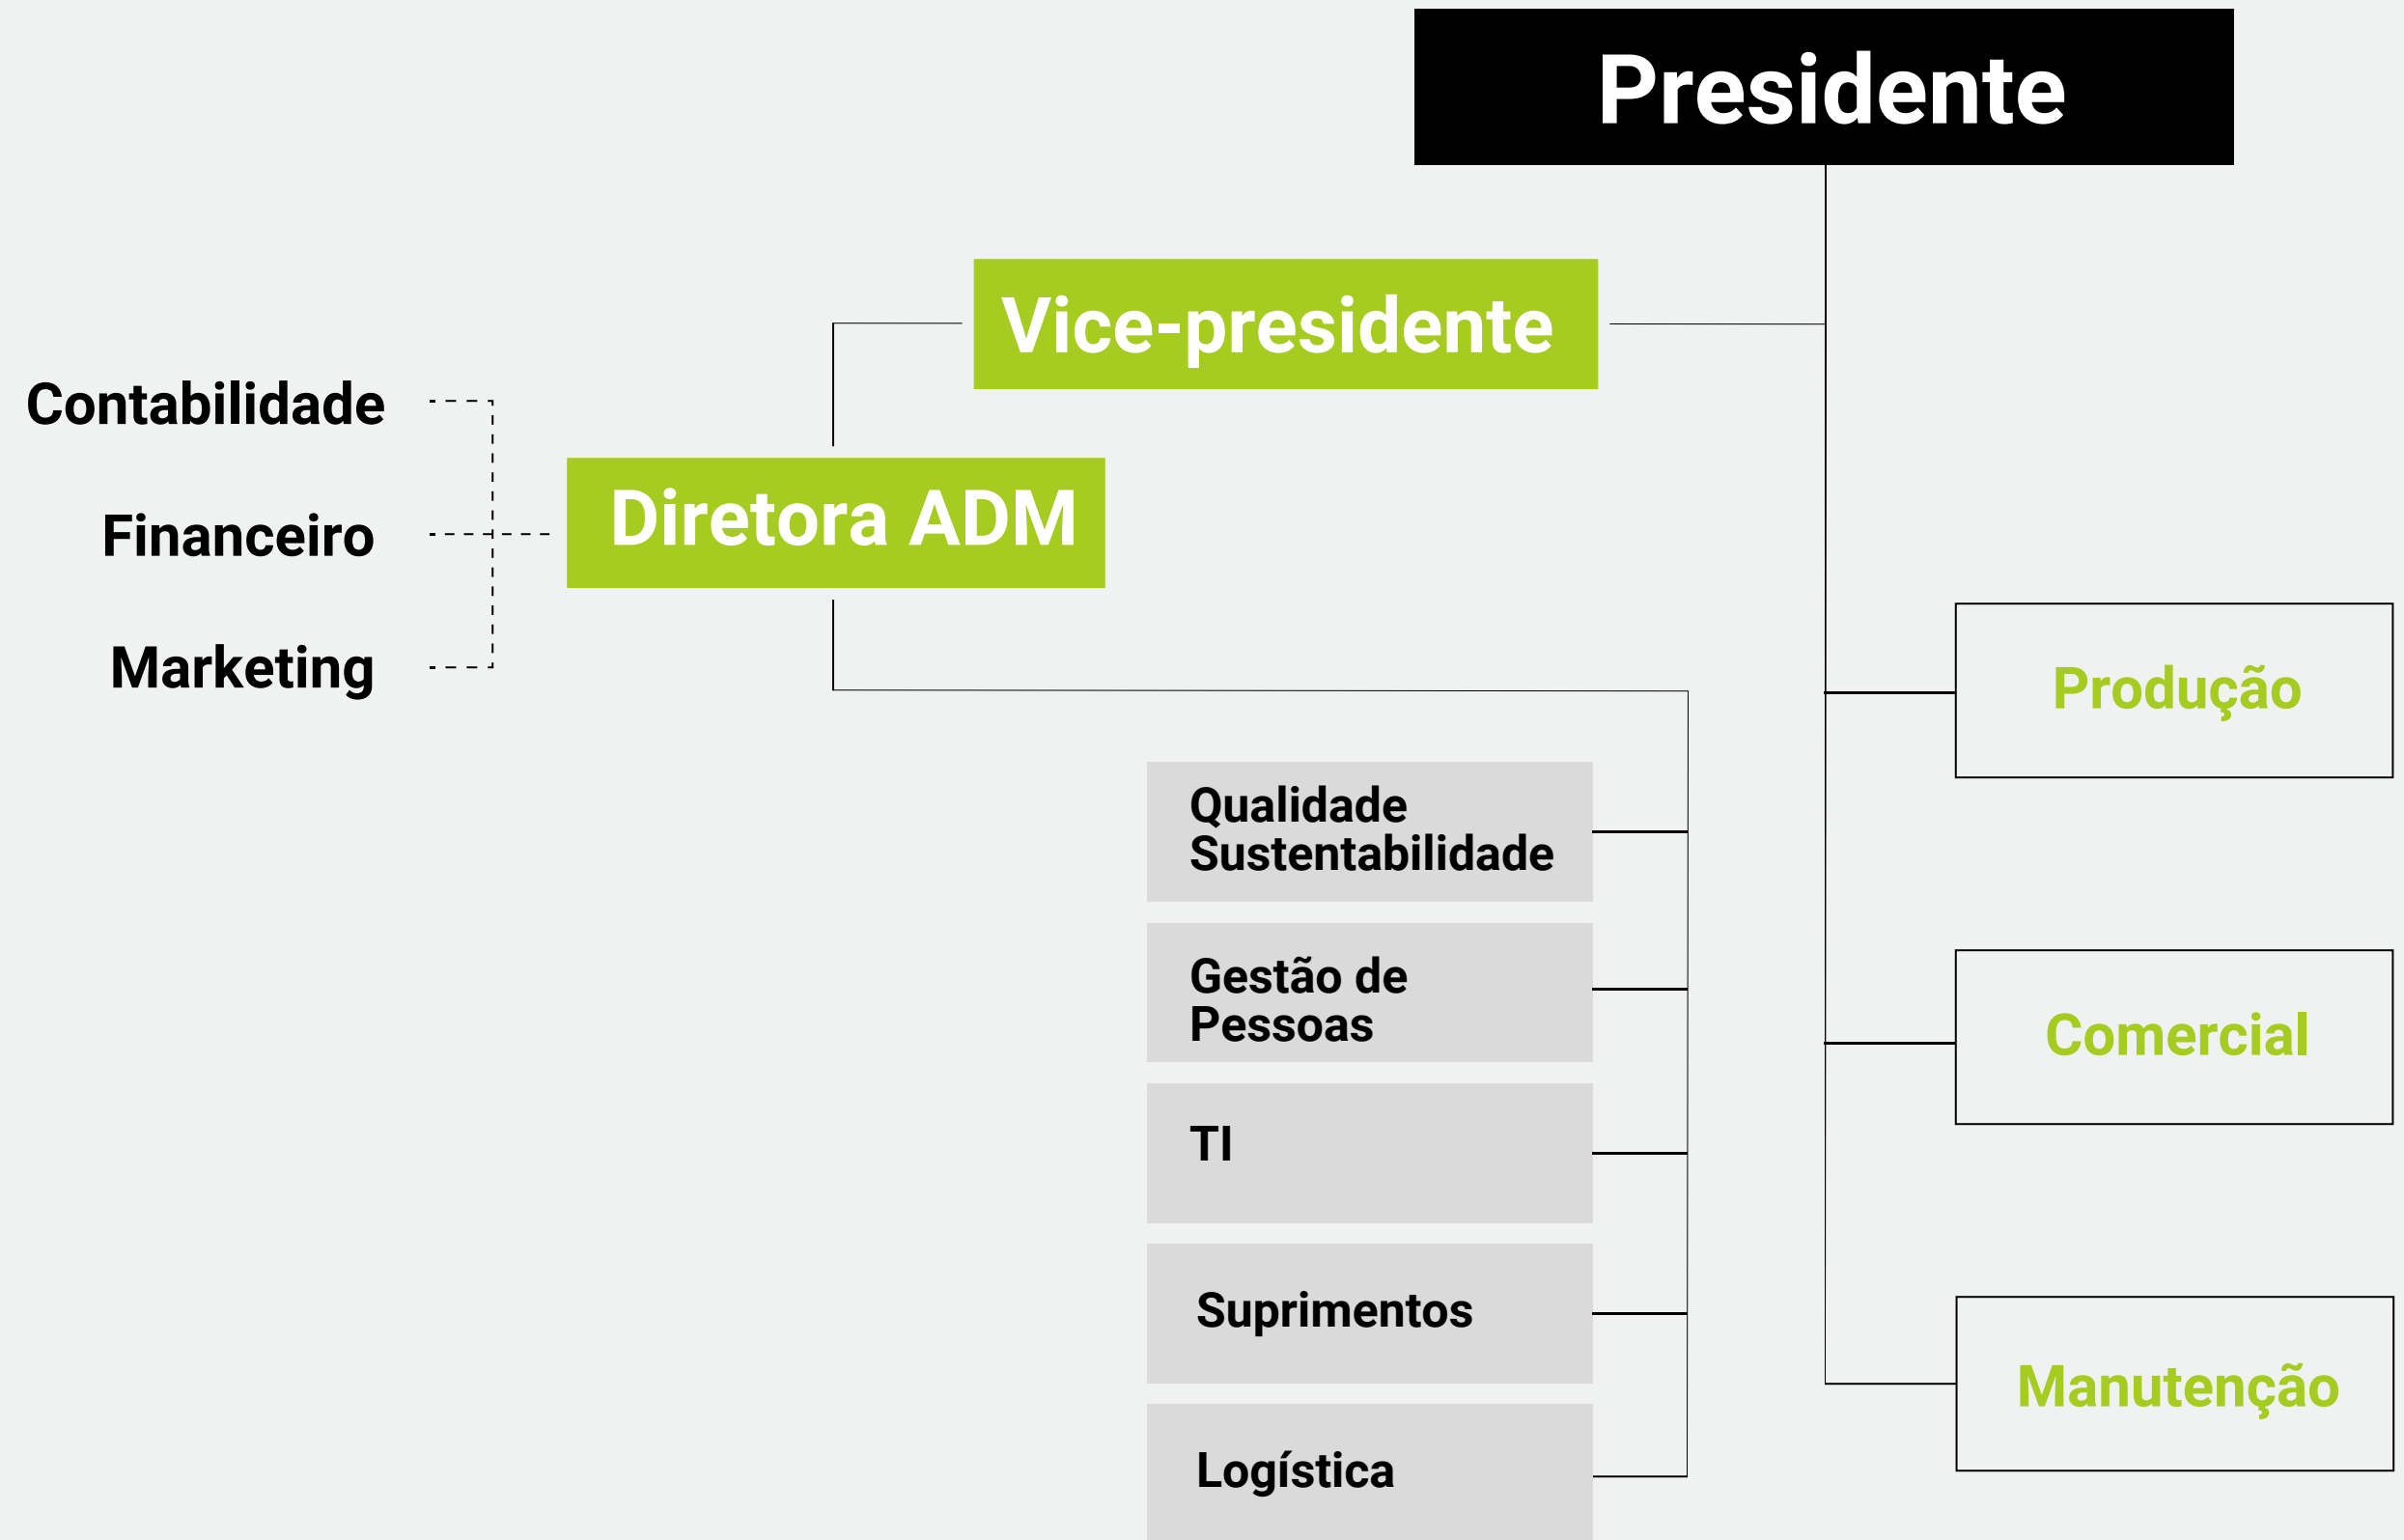 Presidente
Vice-presidente
Contabilidade
Financeiro
Marketing
Diretora ADM
Qualidade
Sustentabilidade
Gestão de
Pessoas
TI
Suprimentos
Logística
Produção
Comercial
Manutenção